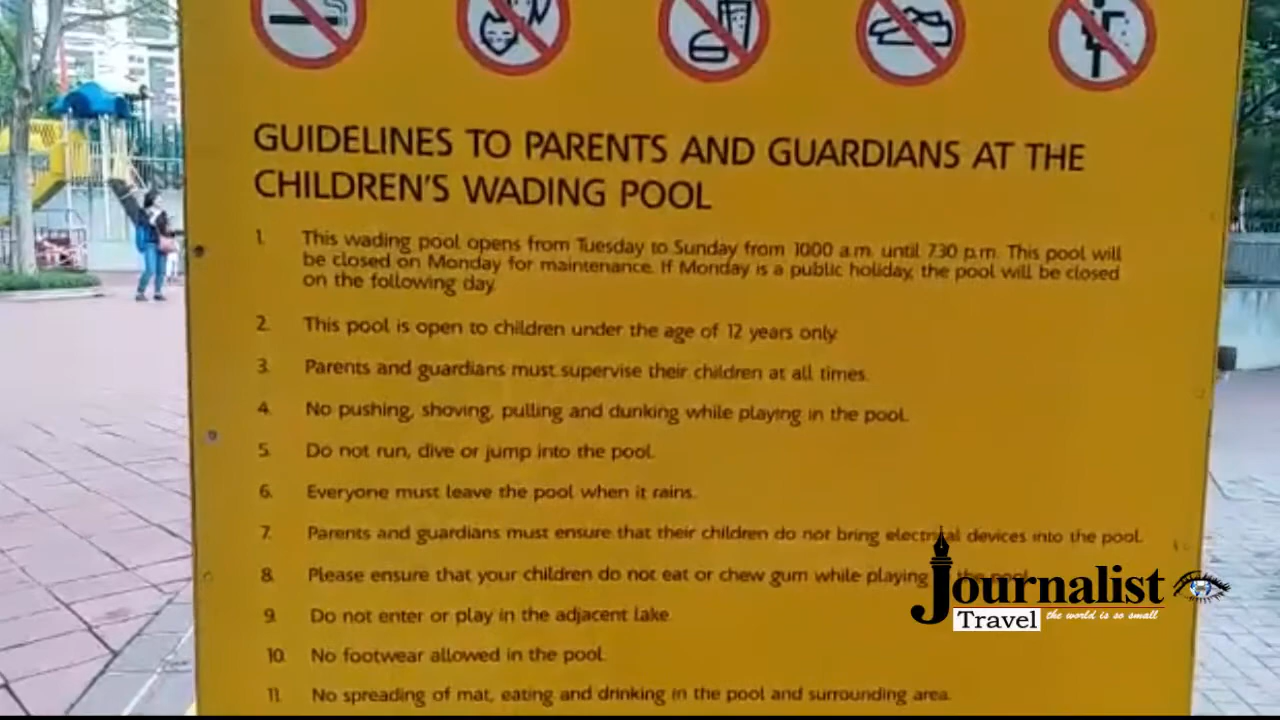 GUIDELINES TO PARENTS AND GUARDIANS AT THE
CHILDREN'S WADING POOL
1. This wading pool opens from Tuesday to Sunday from 10.00 a.m. until 7.30 p.m. This pool will
be closed on Monday for maintenance. If Monday is a public holiday, the pool will be closed
on the following day.
2. This pool is open to children under the age of 12 years only.
3. Parents and guardians must supervise their children at all times.
4. No pushing, shoving, pulling and dunking while playing in the pool.
5. Do not run, dive or jump into the pool.
6. Everyone must leave the pool when it rains.
7. Parents and guardians must ensure that their children do not bring electrical devices into the pool.
8. Please ensure that your children do not eat or chew gum while playing the pool
9. Do not enter or play in the adjacent lake.
10. No footwear allowed in the pool.
11. No spreading of mat, eating and drinking in the pool and surrounding area.
Journalist
Travel the world is so small